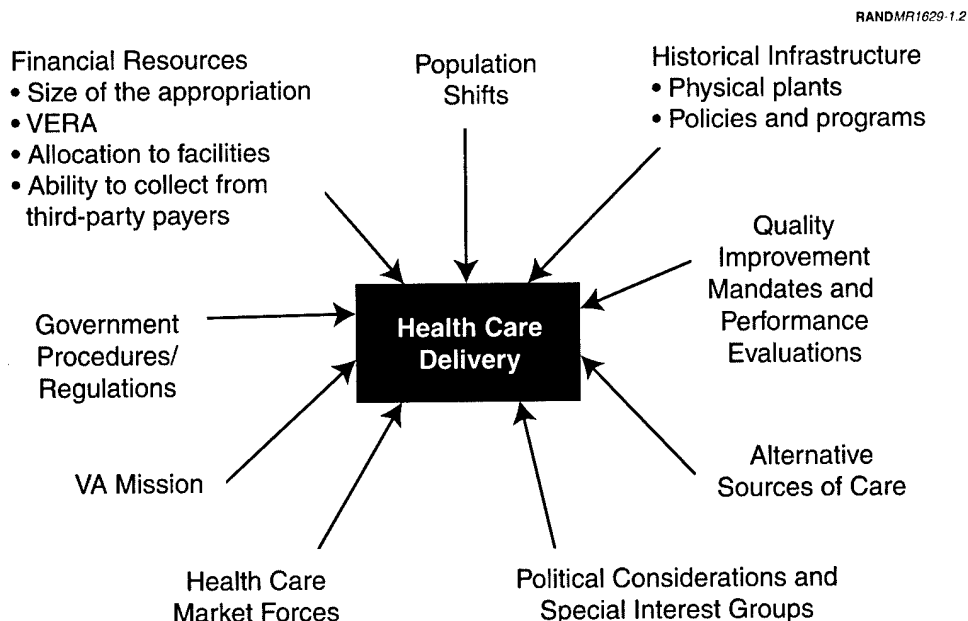 RANDMR1629-1.2
Financial Resources
• Size of the appropriation
• VERA
• Allocation to facilities
• Ability to collect from
third-party payers
Population
Shifts
Historical Infrastructure
• Physical plants
• Policies and programs
Quality
Improvement
Mandates and
Performance
Evaluations
Government
Procedures/
Regulations
Health Care
Delivery
VA Mission
Alternative
Sources of Care
Health Care
Market Forces
Political Considerations and
Special Interest Groups